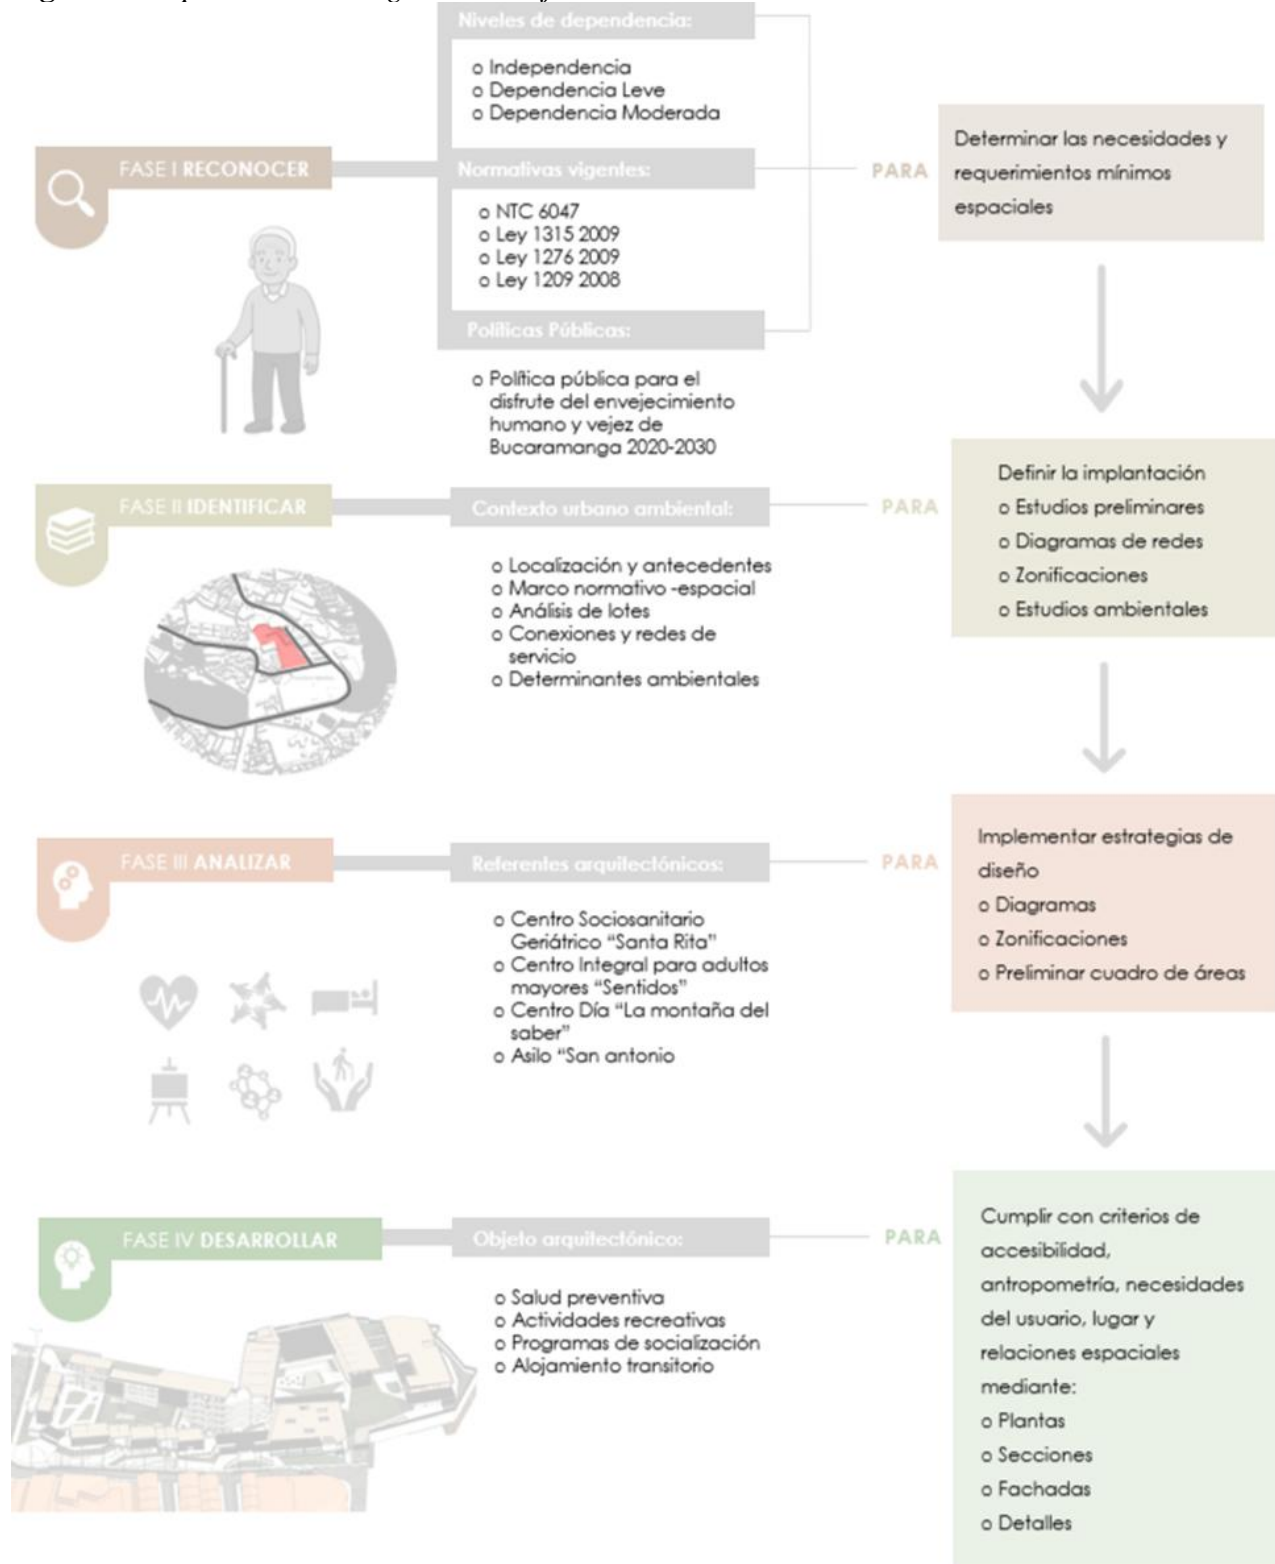 Niveles de dependencia:
o Independencia
o Dependencia Leve
o Dependencia Moderada
FASE I RECONOCER
Normativas vigentes:
o NTC 6047
o Ley 1315 2009
o Ley 1276 2009
o Ley 1209 2008
Políticas Públicas:
o Política pública para el
disfrute del envejecimiento
humano y vejez de
Bucaramanga 2020-2030
PARA
Determinar las necesidades y
requerimientos mínimos
espaciales
FASE II IDENTIFICAR
Contexto urbano ambiental:
o Localización y antecedentes
o Marco normativo -espacial
o Análisis de lotes
o Conexiones y redes de
servicio
o Determinantes ambientales
PARA
Definir la implantación
o Estudios preliminares
o Diagramas de redes
o Zonificaciones
o Estudios ambientales
FASE III ANALIZAR
Referentes arquitectónicos:
o Centro Sociosanitario
Geriátrico “Santa Rita”
o Centro Integral para adultos
mayores “Sentidos”
o Centro Día “La montaña del
saber”
o Asilo “San antonio
PARA
Implementar estrategias de
diseño
o Diagramas
o Zonificaciones
o Preliminar cuadro de áreas
FASE IV DESARROLLAR
Objeto arquitectónico:
o Salud preventiva
o Actividades recreativas
o Programas de socialización
o Alojamiento transitorio
PARA
Cumplir con criterios de
accesibilidad,
antropometría, necesidades
del usuario, lugar y
relaciones espaciales
mediante:
o Plantas
o Secciones
o Fachadas
o Detalles